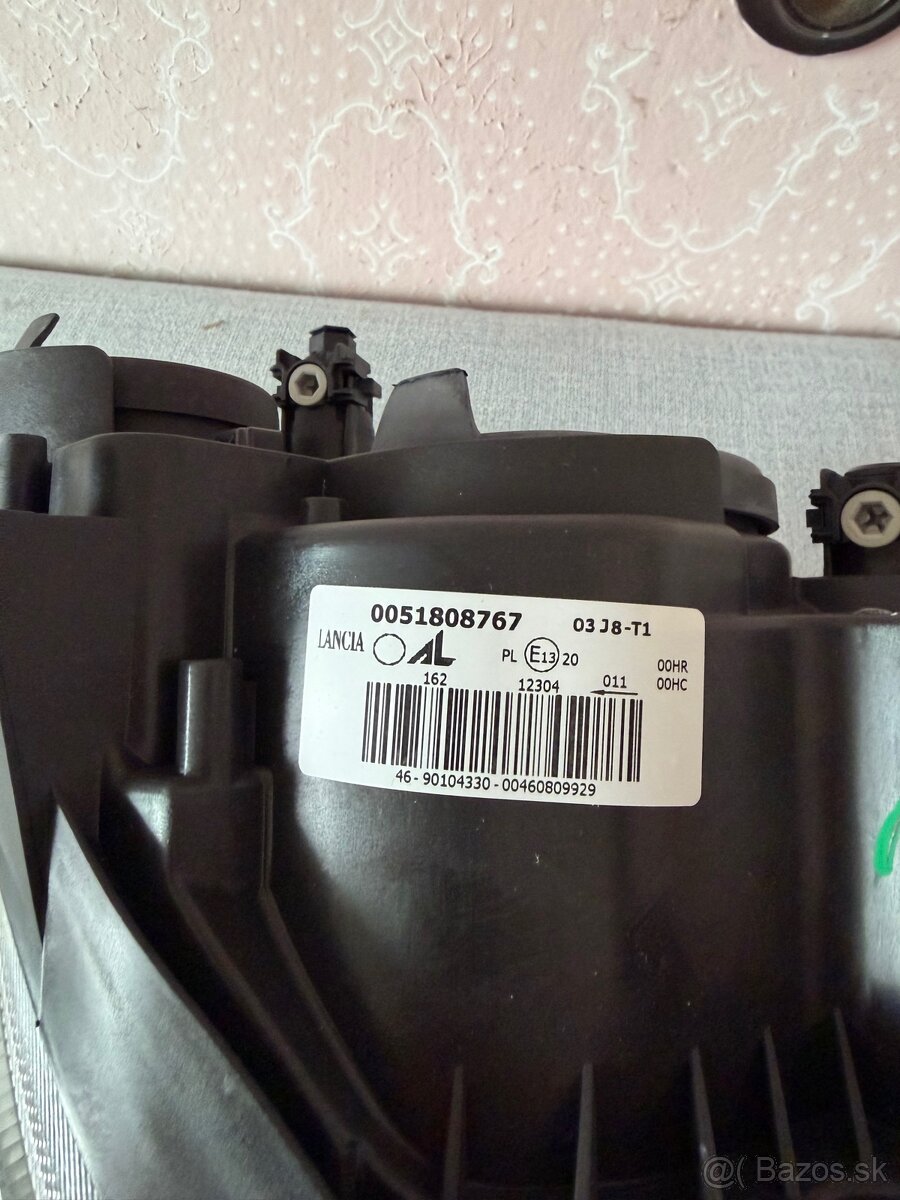 0051808767 03 J8-T1
LANCIA AL PL E13 20 00HR
162 12304 011 00HC
46-90104330-00460809929
@( Bazos.sk